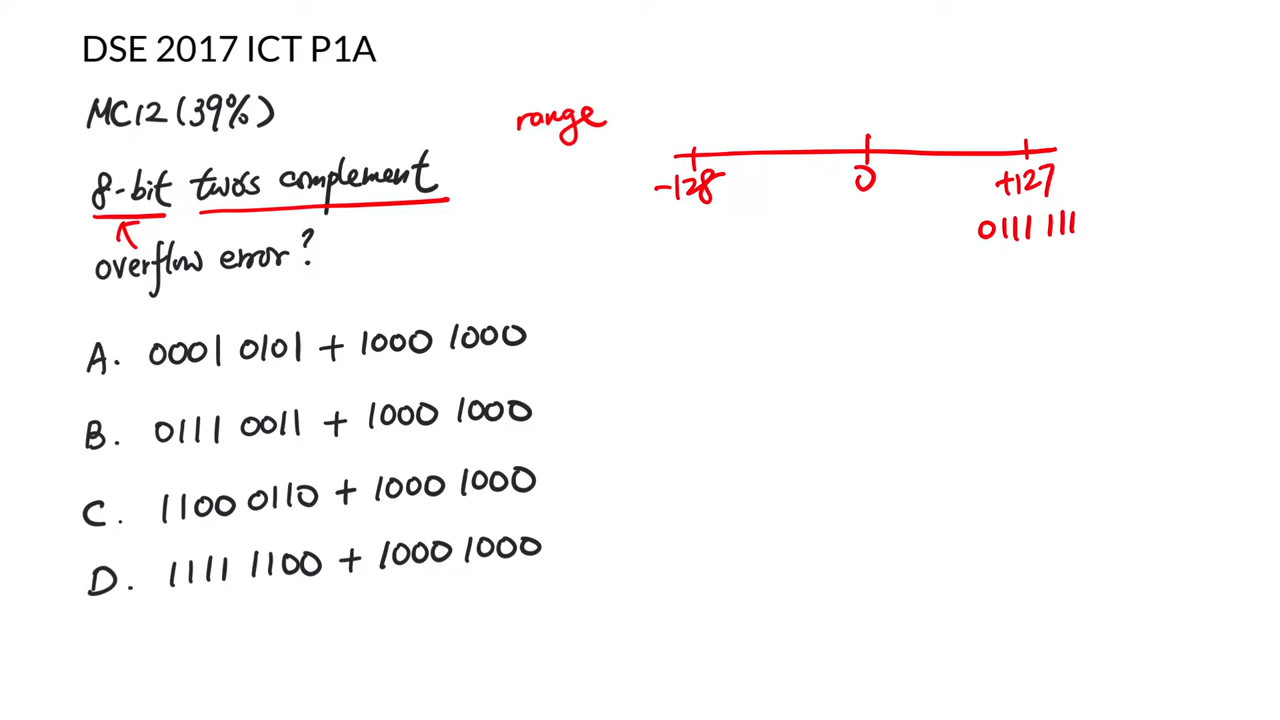 DSE 2017 ICT P1A
MC12 (39%)
range
8-bit two's complement
-128 0 +127
0111 111
overflow error?
A. 0001 0101 + 1000 1000
B. 0111 0011 + 1000 1000
C. 1100 0110 + 1000 1000
D. 1111 1100 + 1000 1000